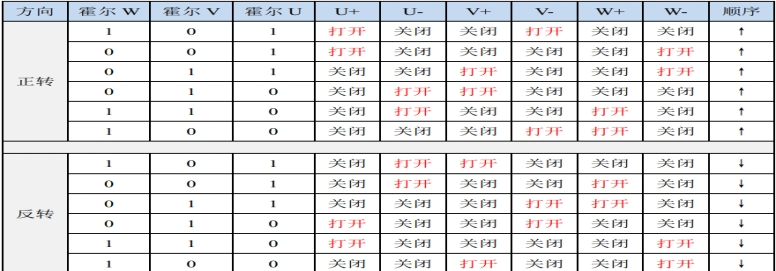 方向 霍尔 W 霍尔 V 霍尔 U U+ U- V+ V- W+ W- 顺序
1 0 1 打开 关闭 关闭 打开 关闭 关闭 ↑
0 0 1 打开 关闭 关闭 关闭 关闭 打开 ↑
0 1 1 关闭 关闭 打开 关闭 关闭 打开 ↑
正转
0 1 0 关闭 打开 打开 关闭 关闭 关闭 ↑
1 1 0 关闭 打开 关闭 关闭 打开 关闭 ↑
1 0 0 关闭 关闭 关闭 打开 打开 关闭 ↑
1 0 1 关闭 打开 打开 关闭 关闭 关闭 ↓
0 0 1 关闭 打开 关闭 关闭 打开 关闭 ↓
0 1 1 关闭 关闭 关闭 打开 打开 关闭 ↓
反转
0 1 0 打开 关闭 关闭 打开 关闭 关闭 ↓
1 1 0 打开 关闭 关闭 关闭 关闭 打开 ↓
1 0 0 关闭 关闭 打开 关闭 关闭 打开 ↓